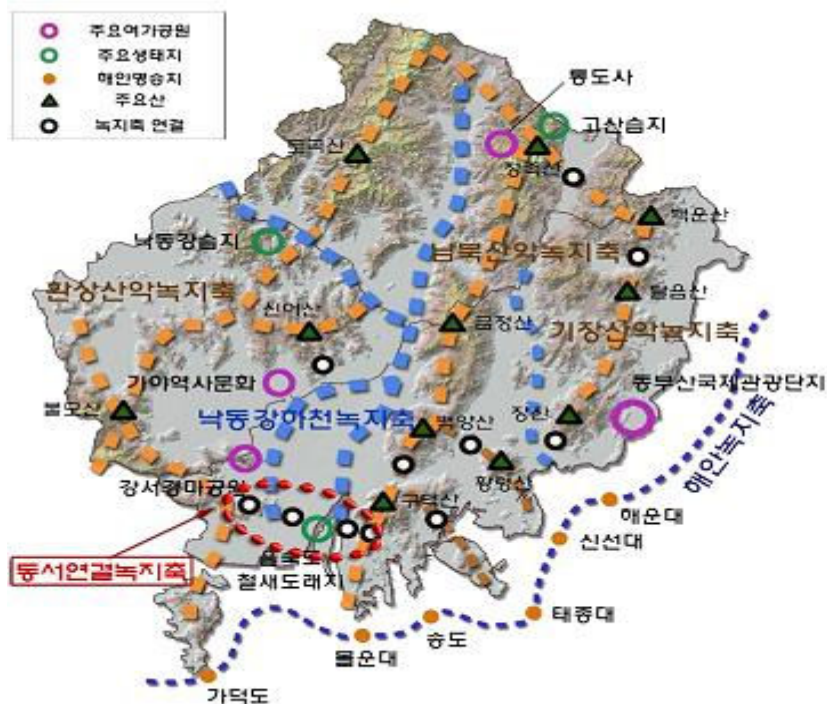 주요여가공원
주요생태지
해안명승지
주요산
녹지축 연결
통도사
고산습지
도곡산
백운산
낙동강습지
남북산악녹지축
환상산악녹지축
신어산
달음산
금정산
기장산악녹지축
가야역사문화
동부산국제관광단지
불모산
낙동강하천녹지축
백양산
장산
강서경마공원
황령산
해안녹지축
구덕산
해운대
동서연결녹지축
을숙도
철새도래지
신선대
태종대
송도
몰운대
가덕도